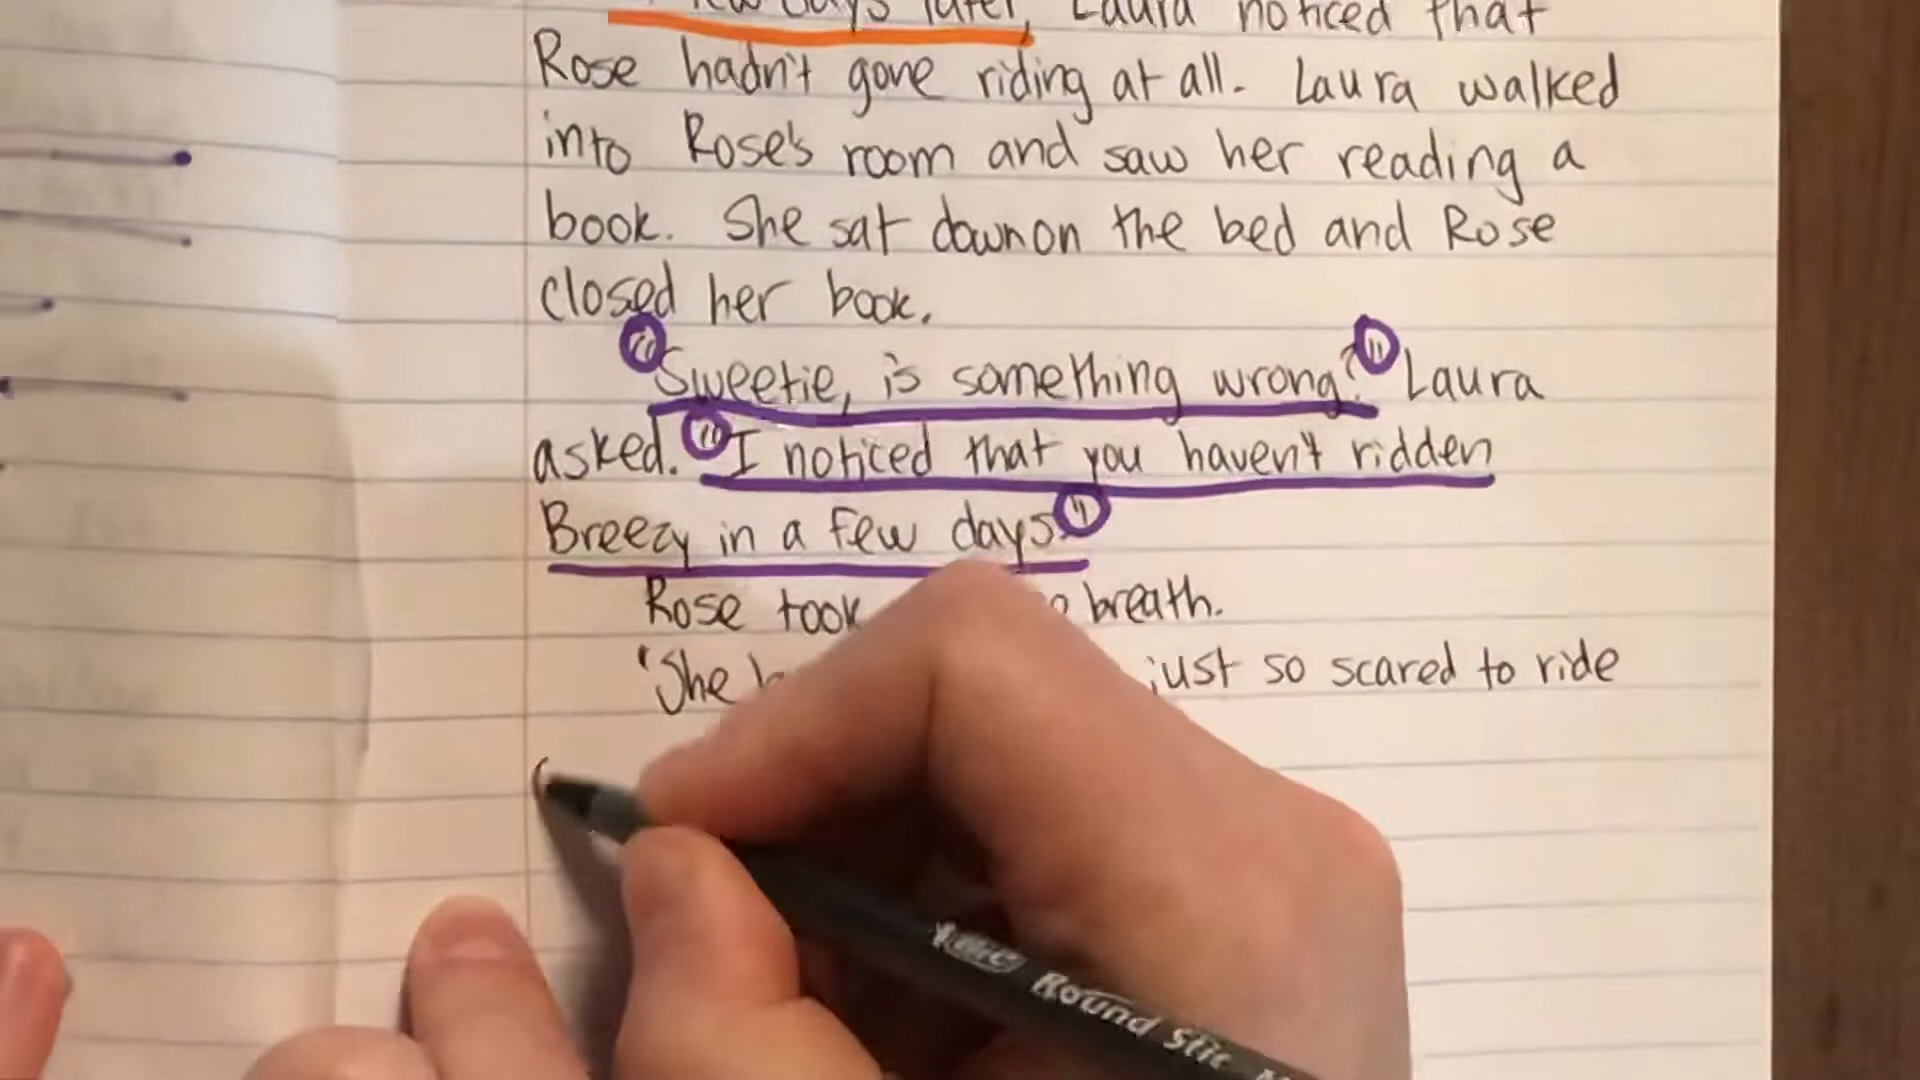 few days later, Laura noticed that
Rose hadn't gone riding at all. Laura walked
into Rose's room and saw her reading a
book. She sat down on the bed and Rose
closed her book.
"Sweetie, is something wrong?" Laura
asked. "I noticed that you haven't ridden
Breezy in a few days."
Rose took breath.
"She just so scared to ride
BIC Round Stic